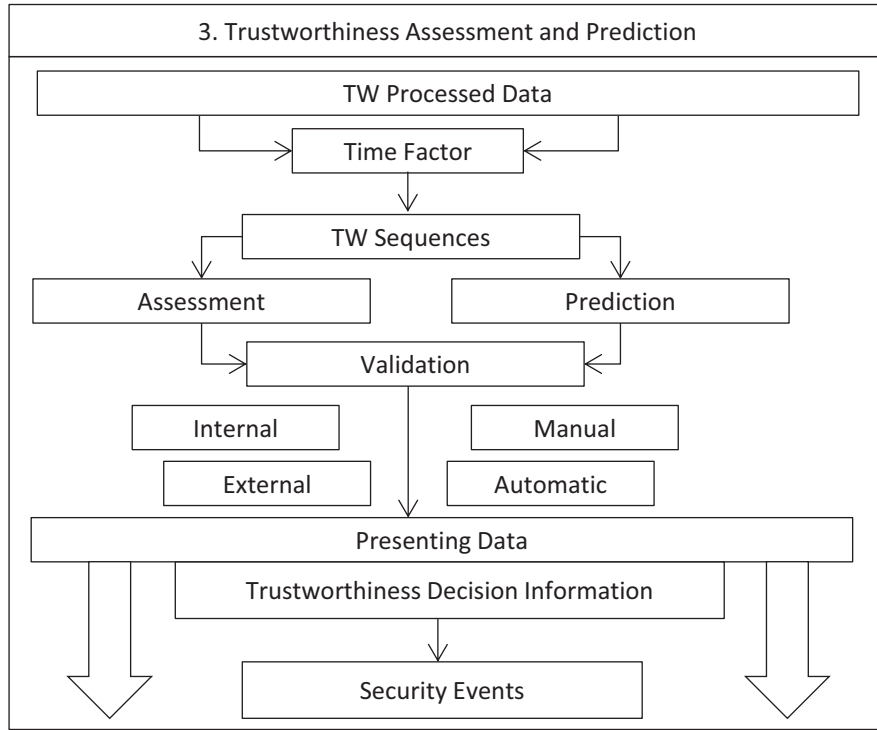 3. Trustworthiness Assessment and Prediction
TW Processed Data
Time Factor
TW Sequences
Assessment
Prediction
Validation
Internal
Manual
External
Automatic
Presenting Data
Trustworthiness Decision Information
Security Events